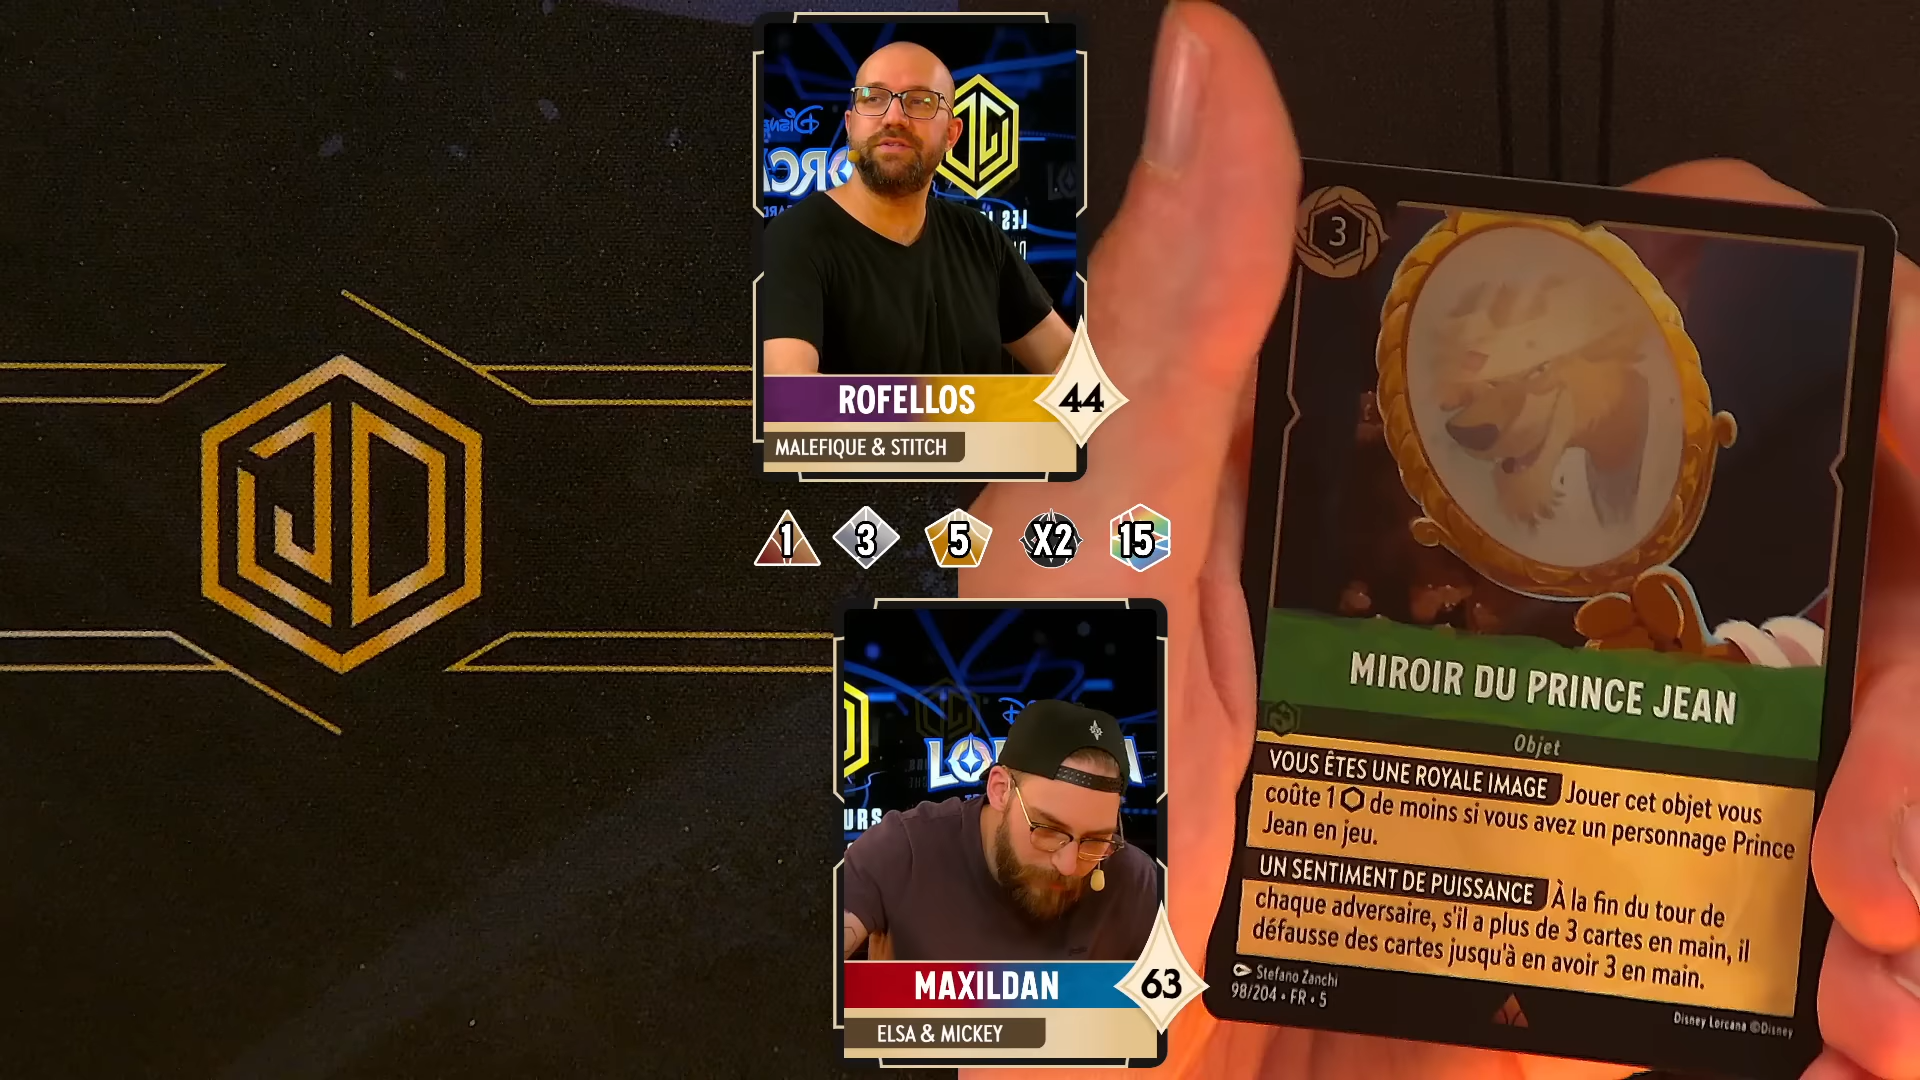 ROFELLOS
44
MALEFIQUE & STITCH
1
3
5
X2
15
MAXILDAN
63
ELSA & MICKEY
3
MIROIR DU PRINCE JEAN
Objet
VOUS ÊTES UNE ROYALE IMAGE Jouer cet objet vous
coûte 1 de moins si vous avez un personnage Prince
Jean en jeu.
UN SENTIMENT DE PUISSANCE À la fin du tour de
chaque adversaire, s'il a plus de 3 cartes en main, il
défausse des cartes jusqu'à en avoir 3 en main.
Stefano Zanchi
98/204 • FR • 5
Disney Lorcana ©Disney